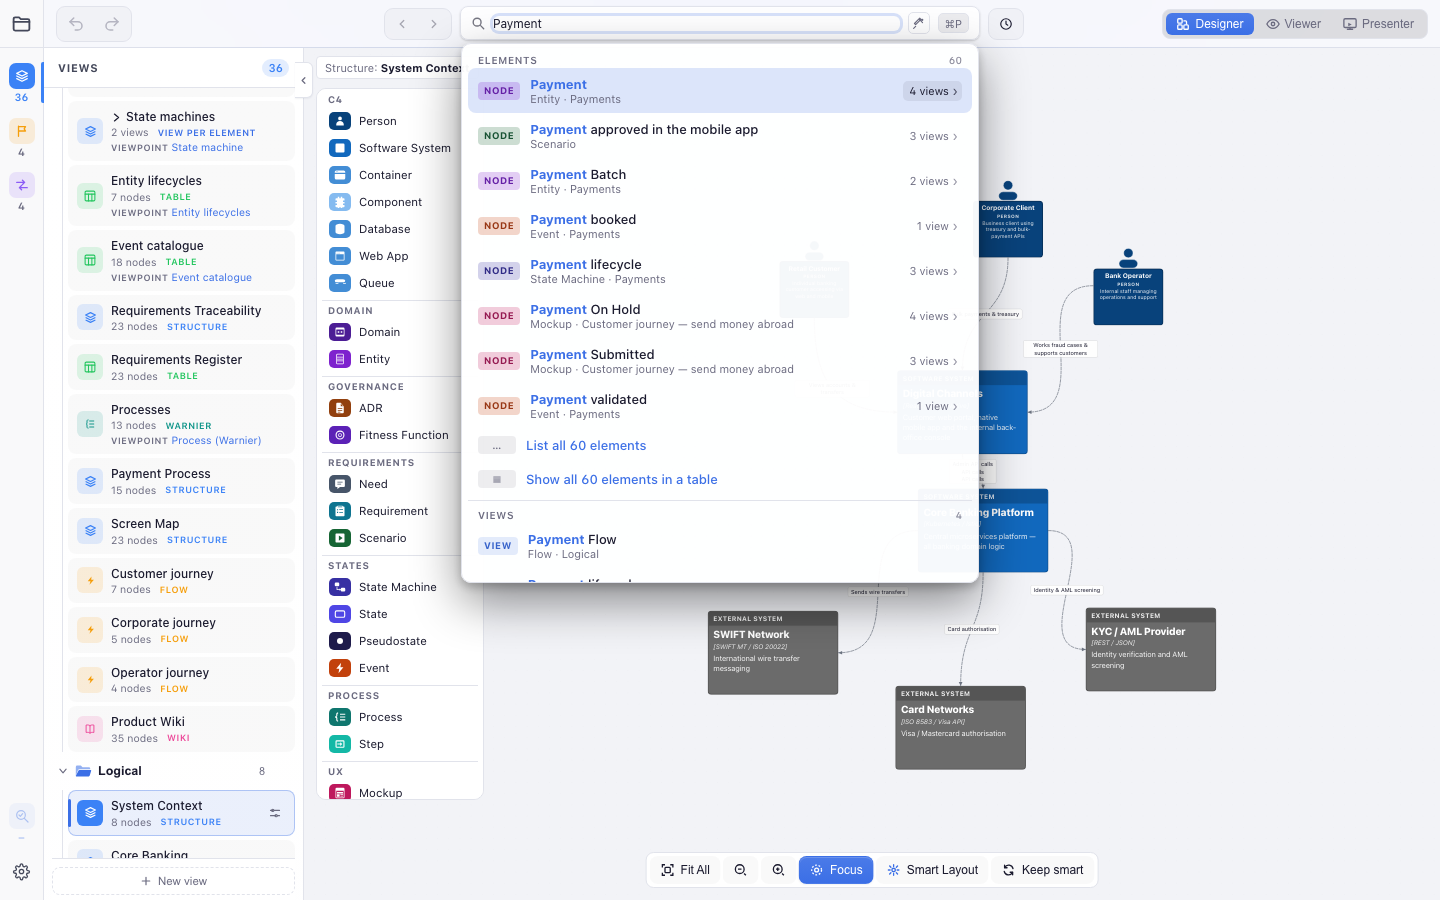 Payment
⌘P
Designer
Viewer
Presenter
36
4
4
VIEWS
36
State machines
2 views VIEW PER ELEMENT
VIEWPOINT State machine
Entity lifecycles
7 nodes TABLE
VIEWPOINT Entity lifecycles
Event catalogue
18 nodes TABLE
VIEWPOINT Event catalogue
Requirements Traceability
23 nodes STRUCTURE
Requirements Register
23 nodes TABLE
Processes
13 nodes WARNIER
VIEWPOINT Process (Warnier)
Payment Process
15 nodes STRUCTURE
Screen Map
23 nodes STRUCTURE
Customer journey
7 nodes FLOW
Corporate journey
5 nodes FLOW
Operator journey
4 nodes FLOW
Product Wiki
35 nodes WIKI
Logical 8
System Context
8 nodes STRUCTURE
Core Banking
+ New view
Structure: System Contex
C4
Person
Software System
Container
Component
Database
Web App
Queue
DOMAIN
Domain
Entity
GOVERNANCE
ADR
Fitness Function
REQUIREMENTS
Need
Requirement
Scenario
STATES
State Machine
State
Pseudostate
Event
PROCESS
Process
Step
UX
Mockup
ELEMENTS 60
NODE Payment
Entity · Payments
4 views ›
NODE Payment approved in the mobile app
Scenario
3 views ›
NODE Payment Batch
Entity · Payments
2 views ›
NODE Payment booked
Event · Payments
1 view ›
NODE Payment lifecycle
State Machine · Payments
3 views ›
NODE Payment On Hold
Mockup · Customer journey — send money abroad
4 views ›
NODE Payment Submitted
Mockup · Customer journey — send money abroad
3 views ›
NODE Payment validated
Event · Payments
1 view ›
... List all 60 elements
Show all 60 elements in a table
VIEWS 4
VIEW Payment Flow
Flow · Logical
Corporate Client
PERSON
Business client using
treasury and bulk-
payment APIs
Bank Operator
PERSON
Internal staff managing
operations and support
Works fraud cases &
supports customers
Sends wire transfers
Identity & AML screening
Card authorisation
EXTERNAL SYSTEM
SWIFT Network
[SWIFT MT / ISO 20022]
International wire transfer
messaging
EXTERNAL SYSTEM
KYC / AML Provider
[REST / JSON]
Identity verification and AML
screening
EXTERNAL SYSTEM
Card Networks
[ISO 8583 / Visa API]
Visa / Mastercard authorisation
Fit All
Focus
Smart Layout
Keep smart